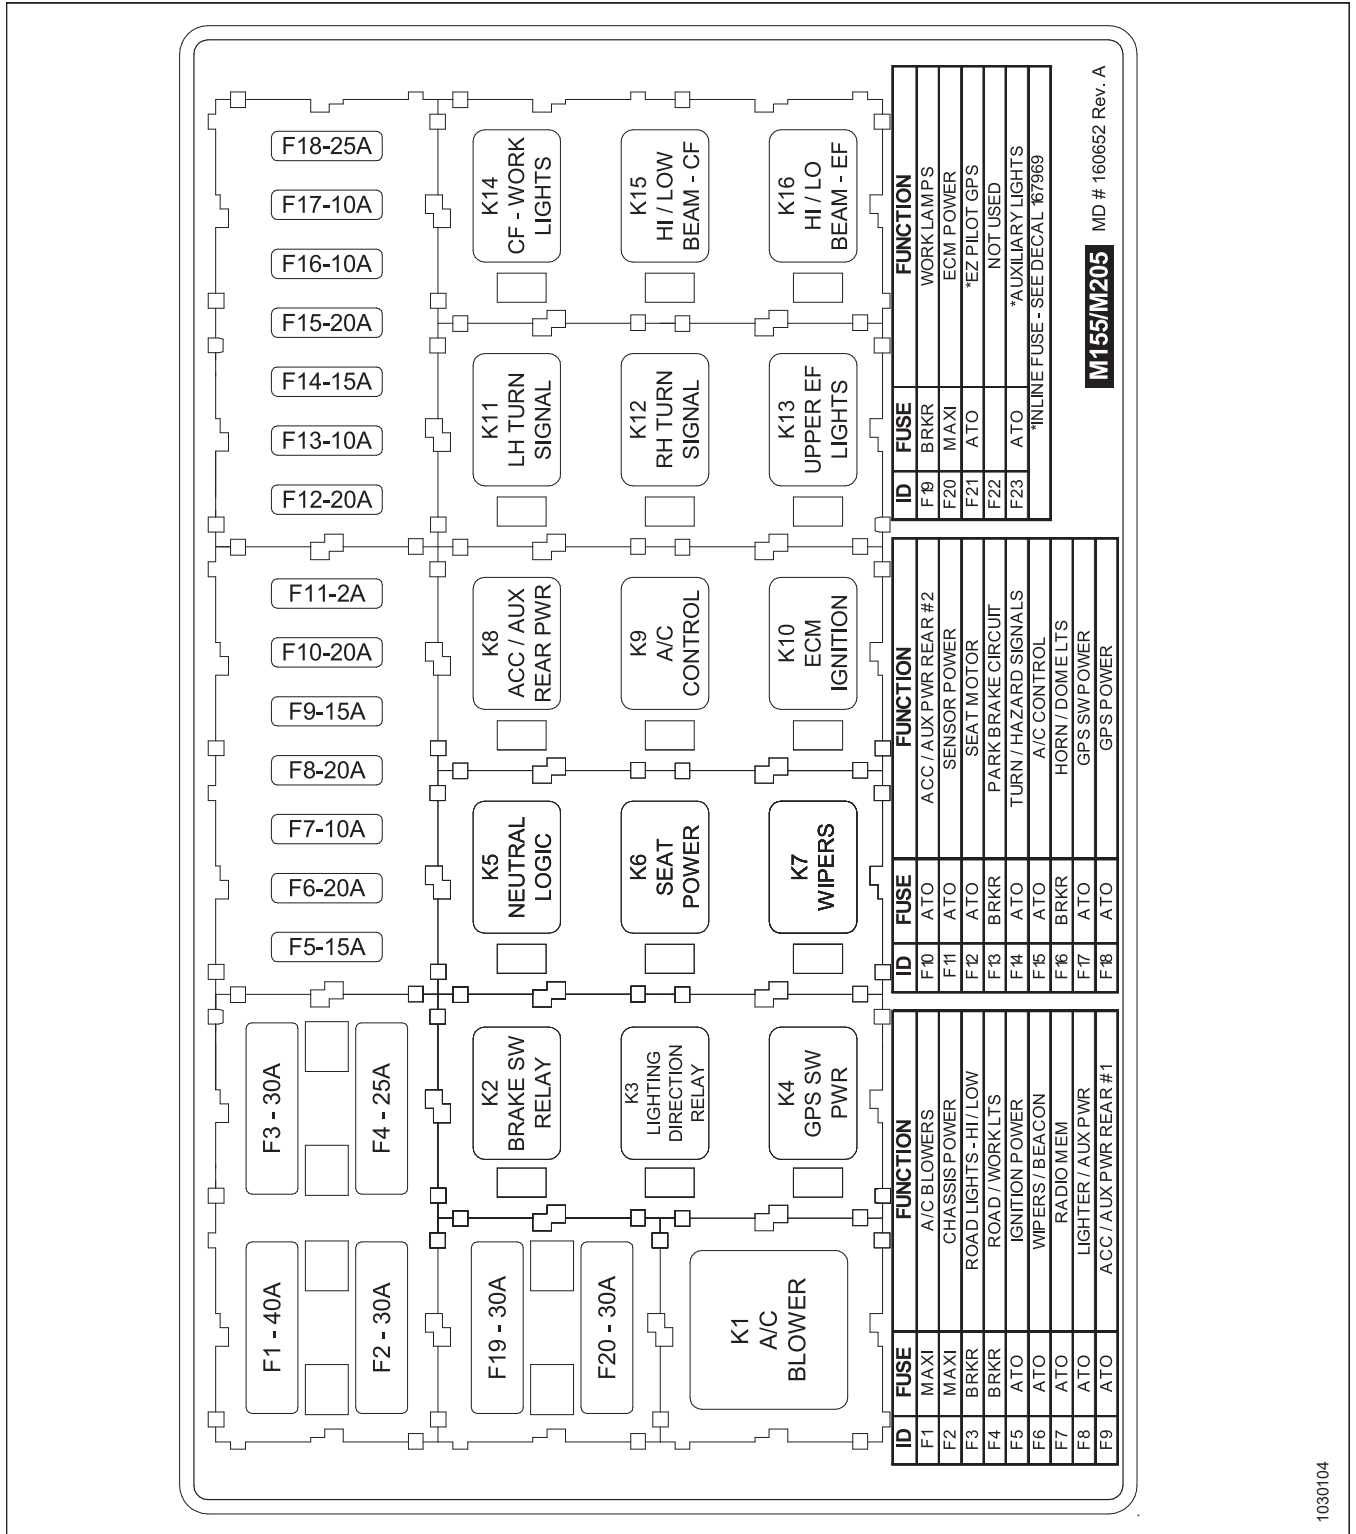 F18-25A
F17-10A
F16-10A
F15-20A
F14-15A
F13-10A
F12-20A
F11-2A
F10-20A
F9-15A
F8-20A
F7-10A
F6-20A
F5-15A
F3 - 30A
F4 - 25A
F1 - 40A
F2 - 30A
K14
CF - WORK
LIGHTS
K15
HI / LOW
BEAM - CF
K16
HI / LO
BEAM - EF
K11
LH TURN
SIGNAL
K12
RH TURN
SIGNAL
K13
UPPER EF
LIGHTS
K8
ACC / AUX
REAR PWR
K9
A/C
CONTROL
K10
ECM
IGNITION
K5
NEUTRAL
LOGIC
K6
SEAT
POWER
K7
WIPERS
K2
BRAKE SW
RELAY
K3
LIGHTING
DIRECTION
RELAY
K4
GPS SW
PWR
F19 - 30A
F20 - 30A
K1
A/C
BLOWER
ID FUSE FUNCTION
F1 MAXI A/C BLOWERS
F2 MAXI CHASSIS POWER
F3 BRKR ROAD LIGHTS - HI / LOW
F4 BRKR ROAD / WORK LTS
F5 ATO IGNITION POWER
F6 ATO WIPERS / BEACON
F7 ATO RADIO MEM
F8 ATO LIGHTER / AUX PWR
F9 ATO ACC / AUX PWR REAR #1
ID FUSE FUNCTION
F10 ATO ACC / AUX PWR REAR #2
F11 ATO SENSOR POWER
F12 ATO SEAT MOTOR
F13 BRKR PARK BRAKE CIRCUIT
F14 ATO TURN / HAZARD SIGNALS
F15 ATO A/C CONTROL
F16 BRKR HORN / DOME LTS
F17 ATO GPS SW POWER
F18 ATO GPS POWER
ID FUSE FUNCTION
F19 BRKR WORK LAMPS
F20 MAXI ECM POWER
F21 ATO *EZ PILOT GPS
F22 NOT USED
F23 ATO *AUXILIARY LIGHTS
*INLINE FUSE - SEE DECAL 167969
M155/M205 MD # 160652 Rev. A
1030104